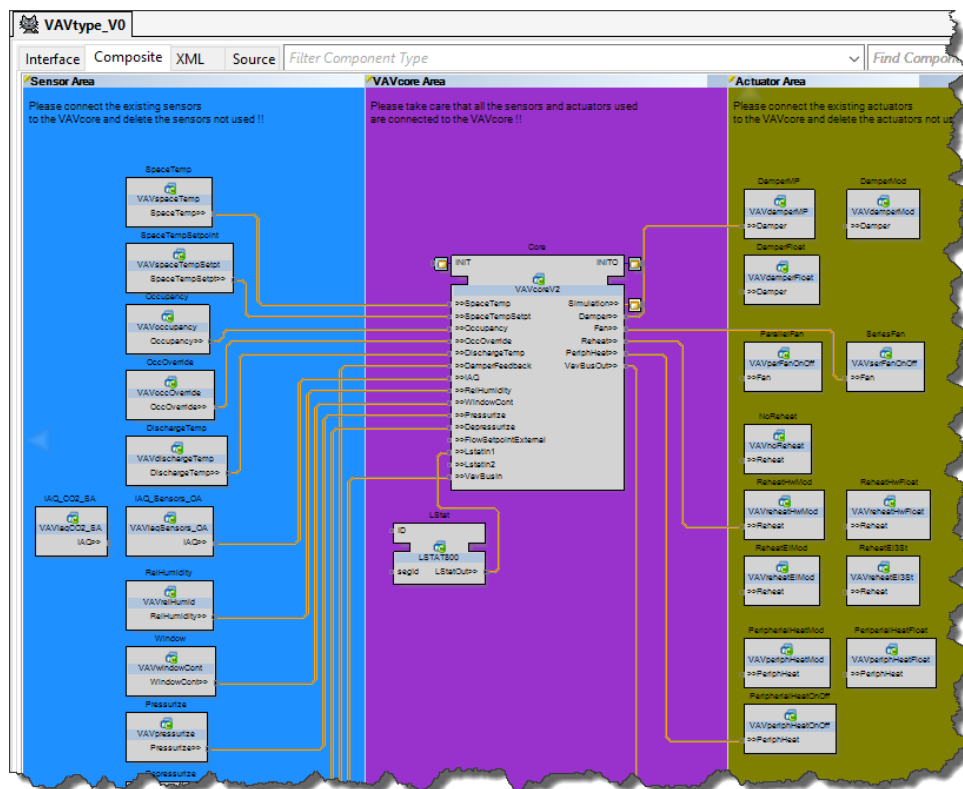 VAVtype_V0
Interface
Composite
XML
Source
Filter Component Type
Find Compon
Sensor Area
Please connect the existing sensors
to the VAVcore and delete the sensors not used !!
SpaceTemp
VAVspaceTemp
SpaceTemp>>
SpaceTempSetpoint
VAVspaceTempSetpt
SpaceTempSetpt>>
Occupancy
VAVoccupancy
Occupancy>>
OccOverride
VAVoccOverride
OccOverride>>
DischargeTemp
VAVdischargeTemp
DischargeTemp>>
IAQ_CO2_SA
VAViaqCO2_SA
IAQ>>
IAQ_Sensors_OA
VAViaqSensors_OA
IAQ>>
RelHumidity
VAVrelHumid
RelHumidity>>
Window
VAVwindowCont
WindowCont>>
Pressurize
VAVpressurize
Pressurize>>
Depressurize
VAVcore Area
Please take care that all the sensors and actuators used
are connected to the VAVcore !!
Core
INIT
INITO
VAVcoreV2
>>SpaceTemp
Simulation>>
>>SpaceTempSetpt
Damper>>
>>Occupancy
Fan>>
>>OccOverride
Reheat>>
>>DischargeTemp
PeriphHeat>>
>>DamperFeedback
VavBusOut>>
>>IAQ
>>RelHumidity
>>WindowCont
>>Pressurize
>>Depressurize
>>FlowSetpointExternal
>>LstatIn1
>>LstatIn2
>>VavBusIn
LStat
ID
LSTAT800
segId
LStatOut>>
Actuator Area
Please connect the existing actuators
to the VAVcore and delete the actuators not us
DamperMP
VAVdamperMP
>>Damper
DamperMod
VAVdamperMod
>>Damper
DamperFloat
VAVdamperFloat
>>Damper
ParallelFan
VAVparFanOnOff
>>Fan
SeriesFan
VAVserFanOnOff
>>Fan
NoReheat
VAVnoReheat
>>Reheat
ReheatHwMod
VAVreheatHwMod
>>Reheat
ReheatHwFloat
VAVreheatHwFloat
>>Reheat
ReheatElMod
VAVreheatElMod
>>Reheat
ReheatEl3St
VAVreheatEl3St
>>Reheat
PeripherialHeatMod
VAVperiphHeatMod
>>PeriphHeat
PeriperialHeatFloat
VAVperiphHeatFloat
>>PeriphHeat
PeripherialHeatOnOff
VAVperiphHeatOnOff
>>PeriphHeat